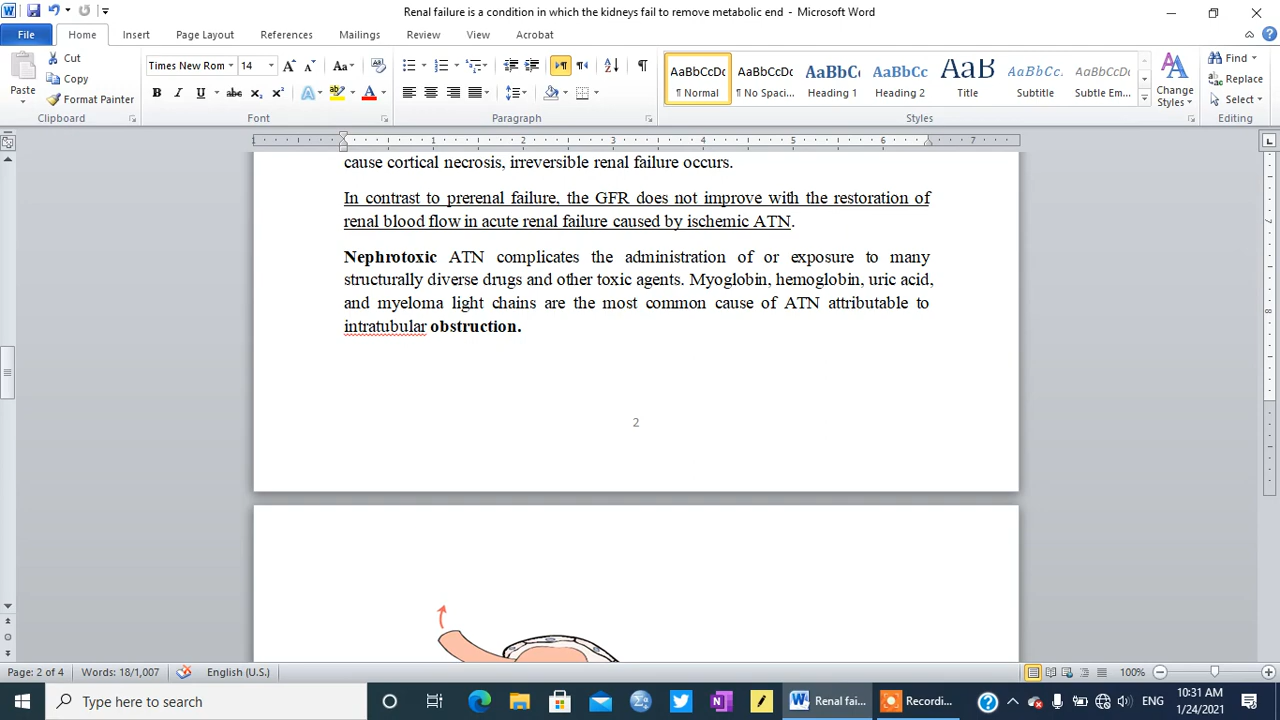 Renal failure is a condition in which the kidneys fail to remove metabolic end - Microsoft Word
File Home Insert Page Layout References Mailings Review View Acrobat
Cut
Copy
Format Painter
Paste
Clipboard
Times New Rom 14
Font
Paragraph
AaBbCcDc AaBbCcDc AaBbC AaBbCc AaB AaBbCc. AaBbCcDc
¶ Normal ¶ No Spaci... Heading 1 Heading 2 Title Subtitle Subtle Em...
Styles
Change Styles
Find
Replace
Select
Editing
1 1 2 3 4 5 6 7
cause cortical necrosis, irreversible renal failure occurs.
In contrast to prerenal failure, the GFR does not improve with the restoration of
renal blood flow in acute renal failure caused by ischemic ATN.
Nephrotoxic ATN complicates the administration of or exposure to many
structurally diverse drugs and other toxic agents. Myoglobin, hemoglobin, uric acid,
and myeloma light chains are the most common cause of ATN attributable to
intratubular obstruction.
2
Page: 2 of 4 Words: 18/1,007 English (U.S.) 100%
Type here to search
Renal fai...
Recordi...
ENG
10:31 AM
1/24/2021